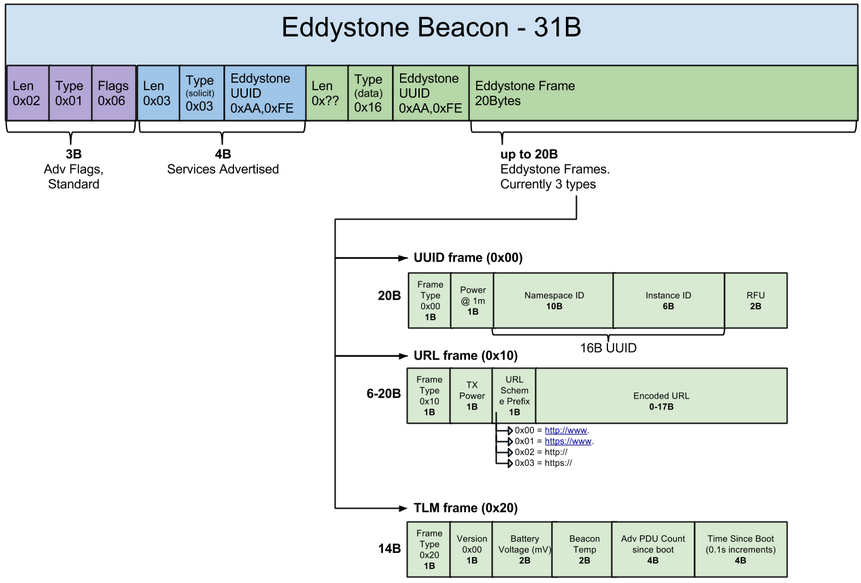 Eddystone Beacon - 31B
Len
0x02
Type
0x01
Flags
0x06
Len
0x03
Type
(solicit)
0x03
Eddystone
UUID
0xAA,0xFE
Len
0x??
Type
(data)
0x16
Eddystone
UUID
0xAA,0xFE
Eddystone Frame
20Bytes
3B
Adv Flags,
Standard
4B
Services Advertised
up to 20B
Eddystone Frames.
Currently 3 types
UUID frame (0x00)
20B
Frame
Type
0x00
1B
Power
@ 1m
1B
Namespace ID
10B
Instance ID
6B
RFU
2B
16B UUID
URL frame (0x10)
6-20B
Frame
Type
0x10
1B
TX
Power
1B
URL
Schem
e Prefix
1B
Encoded URL
0-17B
0x00 = http://www.
0x01 = https://www.
0x02 = http://
0x03 = https://
TLM frame (0x20)
14B
Frame
Type
0x20
1B
Version
0x00
1B
Battery
Voltage (mV)
2B
Beacon
Temp
2B
Adv PDU Count
since boot
4B
Time Since Boot
(0.1s increments)
4B